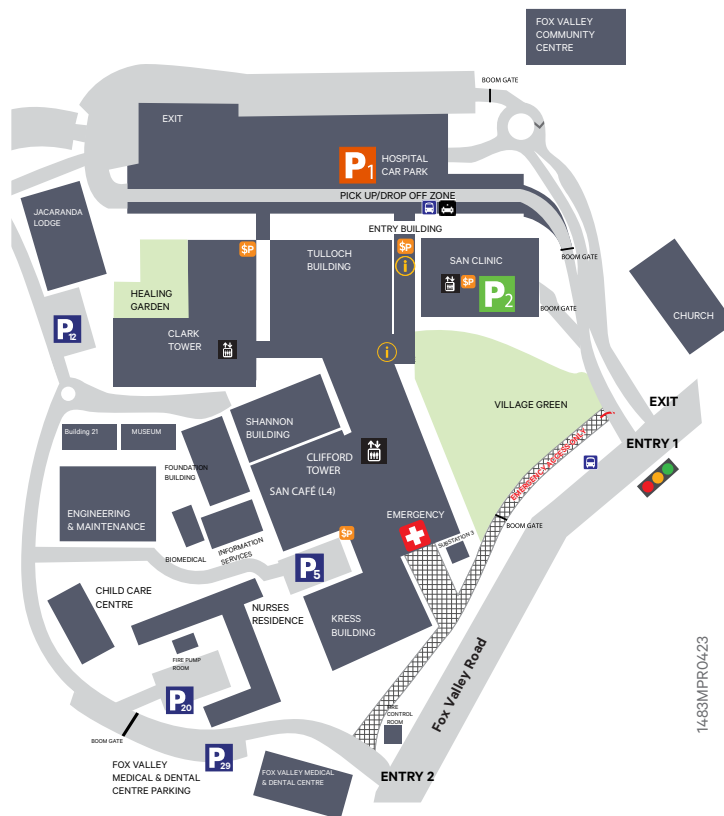 FOX VALLEY
COMMUNITY
CENTRE
BOOM GATE
EXIT
P1
HOSPITAL
CAR PARK
PICK UP/DROP OFF ZONE
JACARANDA
LODGE
ENTRY BUILDING
$P
$P
i
TULLOCH
BUILDING
SAN CLINIC
$P
P2
BOOM GATE
BOOM GATE
HEALING
GARDEN
CHURCH
P12
CLARK
TOWER
i
VILLAGE GREEN
EXIT
ENTRY 1
EMERGENCY ACCESS ONLY
Building 21
MUSEUM
SHANNON
BUILDING
CLIFFORD
TOWER
FOUNDATION
BUILDING
SAN CAFÉ (L4)
ENGINEERING
& MAINTENANCE
EMERGENCY
BOOM GATE
$P
SUBSTATION 3
INFORMATION
SERVICES
BIOMEDICAL
P5
CHILD CARE
CENTRE
NURSES
RESIDENCE
KRESS
BUILDING
FIRE PUMP
ROOM
Fox Valley Road
1483MPR0423
P20
FIRE
CONTROL
ROOM
BOOM GATE
P29
FOX VALLEY
MEDICAL & DENTAL
CENTRE PARKING
FOX VALLEY MEDICAL
& DENTAL CENTRE
ENTRY 2